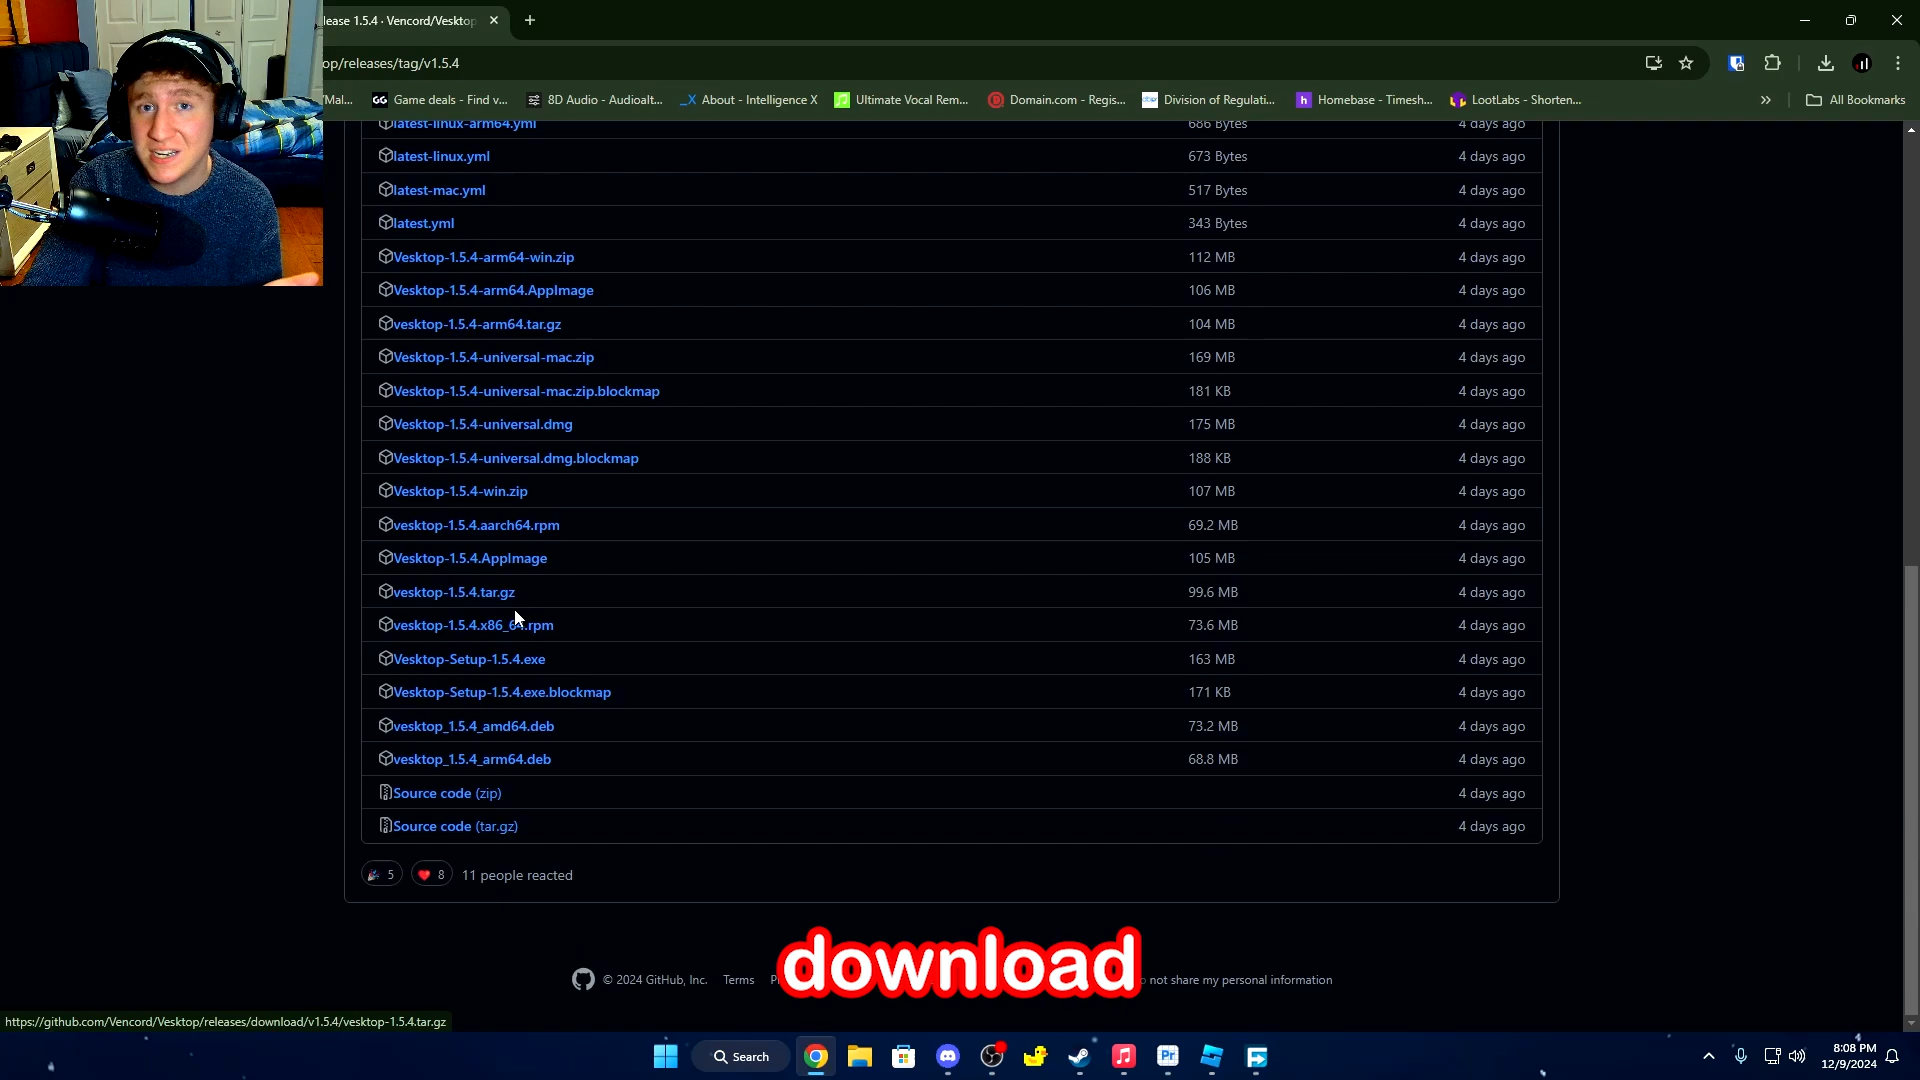 lease 1.5.4 · Vencord/Vesktop
op/releases/tag/v1.5.4
/Mal... Game deals - Find v... 8D Audio - Audioalt... About - Intelligence X Ultimate Vocal Rem... Domain.com - Regis... Division of Regulati... Homebase - Timesh... LootLabs - Shorten... » All Bookmarks
latest-linux-arm64.yml 686 Bytes 4 days ago
latest-linux.yml 673 Bytes 4 days ago
latest-mac.yml 517 Bytes 4 days ago
latest.yml 343 Bytes 4 days ago
Vesktop-1.5.4-arm64-win.zip 112 MB 4 days ago
Vesktop-1.5.4-arm64.AppImage 106 MB 4 days ago
vesktop-1.5.4-arm64.tar.gz 104 MB 4 days ago
Vesktop-1.5.4-universal-mac.zip 169 MB 4 days ago
Vesktop-1.5.4-universal-mac.zip.blockmap 181 KB 4 days ago
Vesktop-1.5.4-universal.dmg 175 MB 4 days ago
Vesktop-1.5.4-universal.dmg.blockmap 188 KB 4 days ago
Vesktop-1.5.4-win.zip 107 MB 4 days ago
vesktop-1.5.4.aarch64.rpm 69.2 MB 4 days ago
Vesktop-1.5.4.AppImage 105 MB 4 days ago
vesktop-1.5.4.tar.gz 99.6 MB 4 days ago
vesktop-1.5.4.x86_64.rpm 73.6 MB 4 days ago
Vesktop-Setup-1.5.4.exe 163 MB 4 days ago
Vesktop-Setup-1.5.4.exe.blockmap 171 KB 4 days ago
vesktop_1.5.4_amd64.deb 73.2 MB 4 days ago
vesktop_1.5.4_arm64.deb 68.8 MB 4 days ago
Source code (zip) 4 days ago
Source code (tar.gz) 4 days ago
5 8 11 people reacted
download
© 2024 GitHub, Inc. Terms not share my personal information
https://github.com/Vencord/Vesktop/releases/download/v1.5.4/vesktop-1.5.4.tar.gz
Search
8:08 PM
12/9/2024